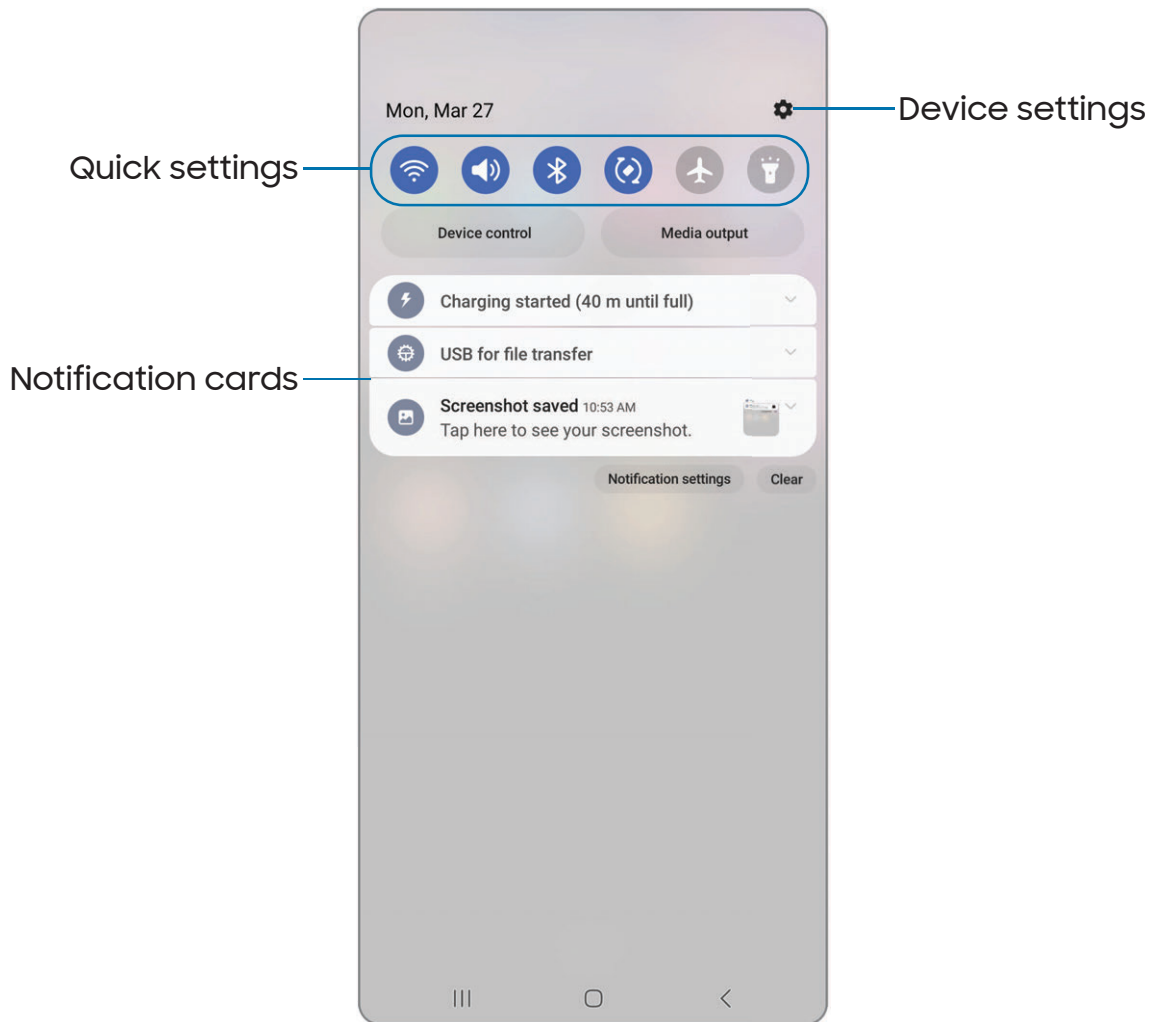 Mon, Mar 27
Device settings
Quick settings
Device control
Media output
Charging started (40 m until full)
USB for file transfer
Notification cards
Screenshot saved 10:53 AM
Tap here to see your screenshot.
Notification settings
Clear